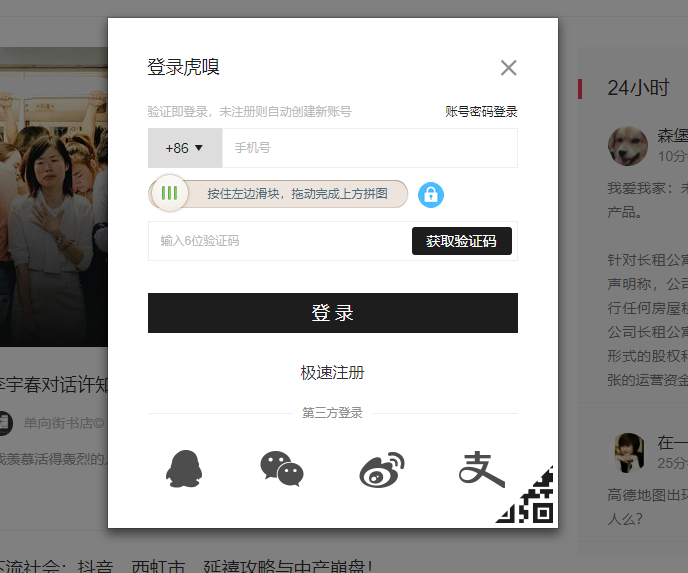 登录虎嗅
验证即登录，未注册则自动创建新账号
账号密码登录
+86
手机号
按住左边滑块，拖动完成上方拼图
输入6位验证码
获取验证码
登 录
极速注册
第三方登录
李宇春对话许知
单向街书店©
我羡慕活得轰烈的人
下流社会：抖音、西虹市、延禧攻略与中产崩盘！
24小时
森堡
10分
我爱我家：未
产品。
针对长租公寓
声明称，公司
行任何房屋租
公司长租公寓
形式的股权和
张的运营资金
在一
25分
高德地图出环
人么?